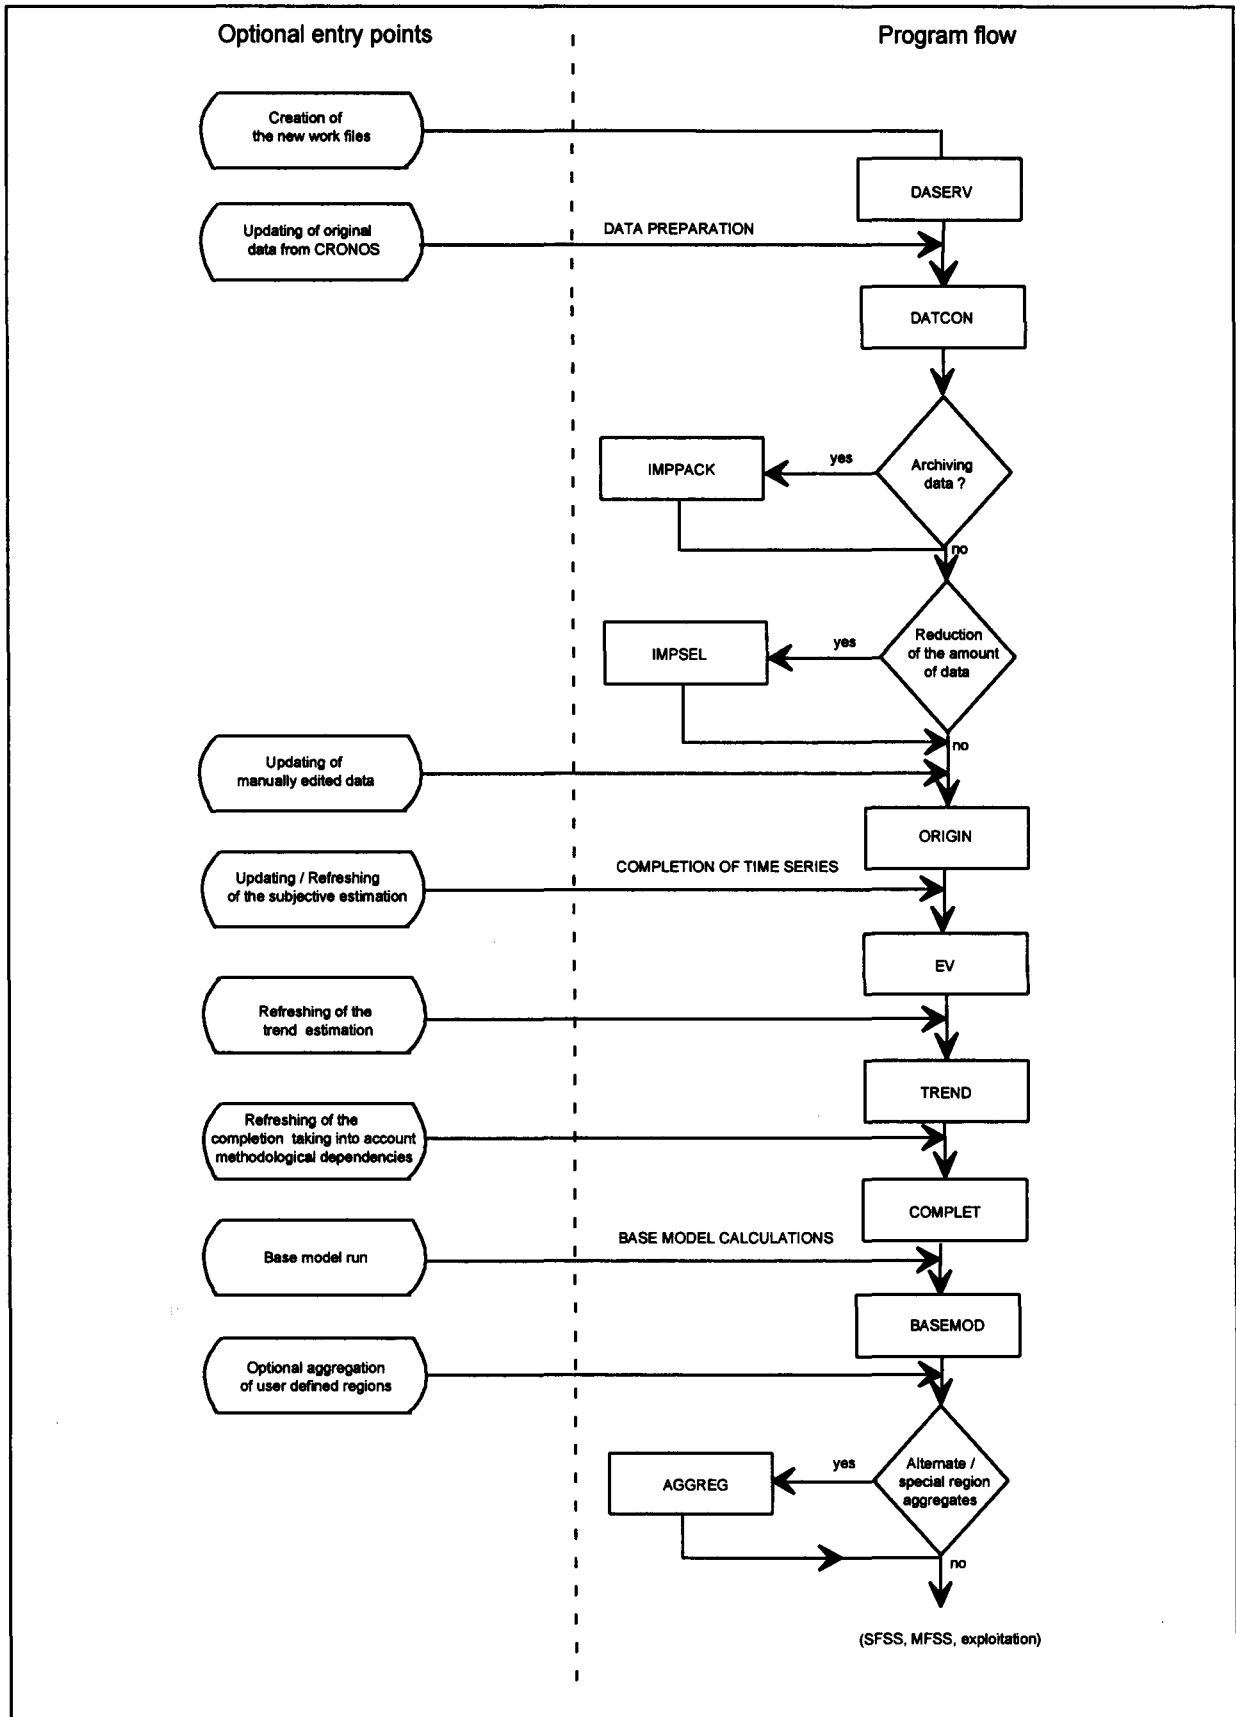 Optional entry points
Program flow
Creation of
the new work files
DASERV
Updating of original
data from CRONOS
DATA PREPARATION
DATCON
IMPPACK
yes
Archiving
data ?
no
IMPSEL
yes
Reduction
of the amount
of data
no
Updating of
manually edited data
ORIGIN
Updating / Refreshing
of the subjective estimation
COMPLETION OF TIME SERIES
EV
Refreshing of the
trend estimation
TREND
Refreshing of the
completion taking into account
methodological dependencies
COMPLET
Base model run
BASE MODEL CALCULATIONS
BASEMOD
Optional aggregation
of user defined regions
AGGREG
yes
Alternate /
special region
aggregates
no
(SFSS, MFSS, exploitation)